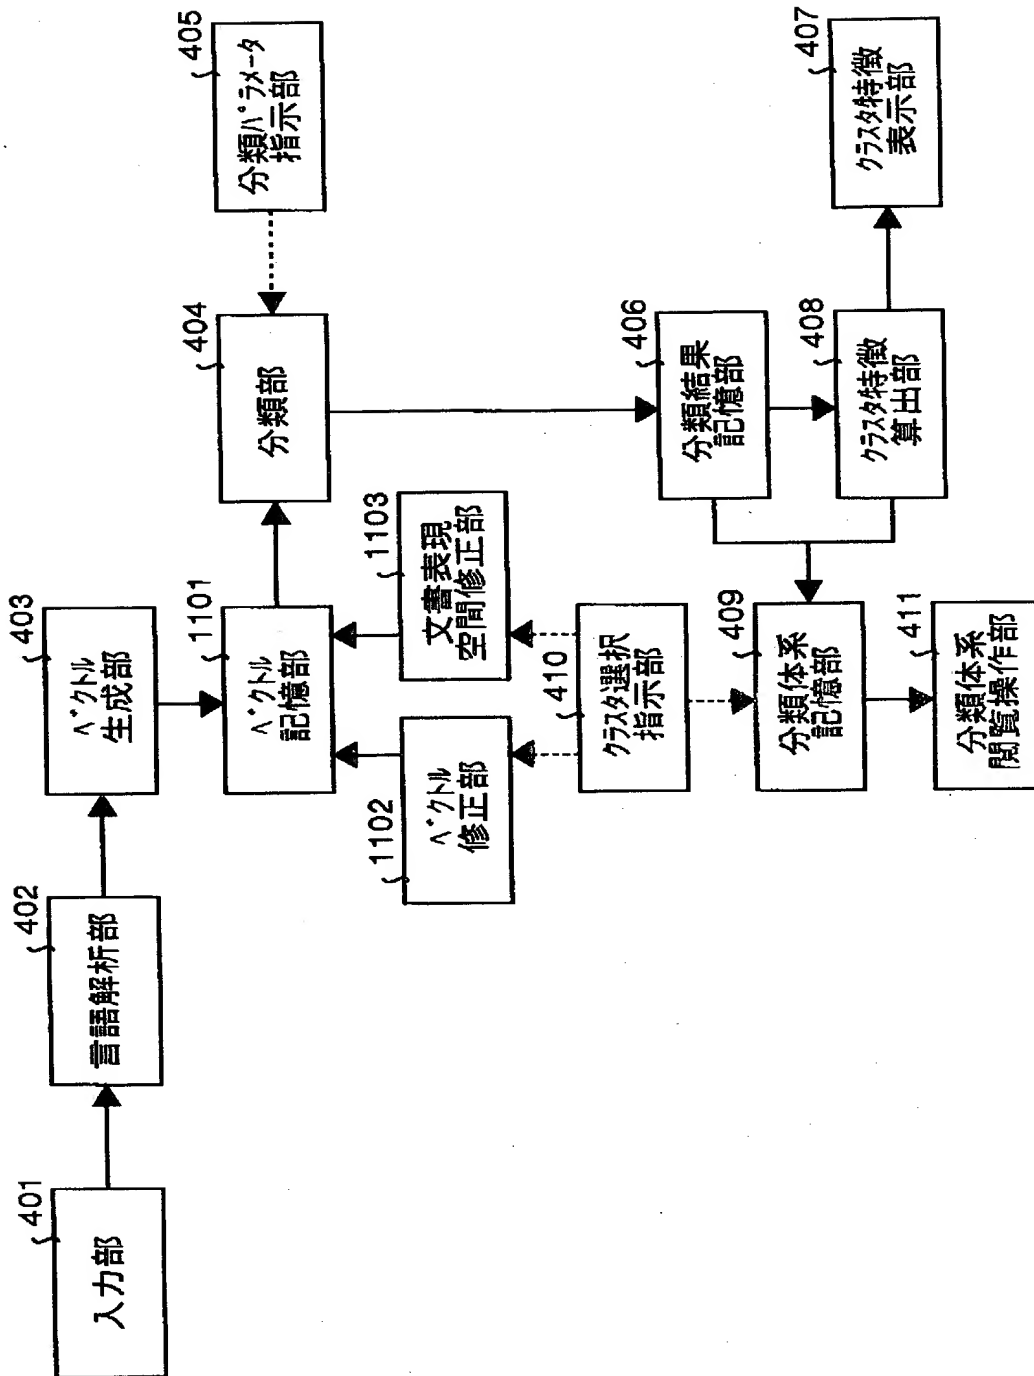 401
入力部
402
言語解析部
403
ベクトル
生成部
1101
ベクトル
記憶部
404
分類部
405
分類パラメータ
指示部
1102
ベクトル
修正部
1103
文書表現
空間修正部
410
クラスタ選択
指示部
406
分類結果
記憶部
407
クラスタ特徴
表示部
408
クラスタ特徴
算出部
409
分類体系
記憶部
411
分類体系
閲覧操作部